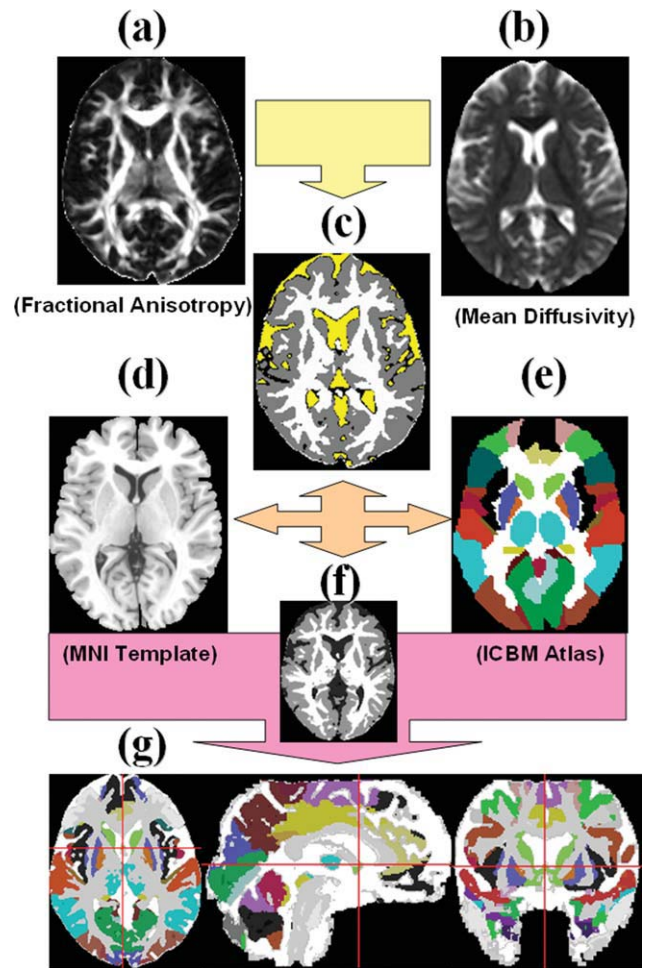 (a)
(b)
(Fractional Anisotropy)
(c)
(Mean Diffusivity)
(d)
(e)
(MNI Template)
(f)
(ICBM Atlas)
(g)